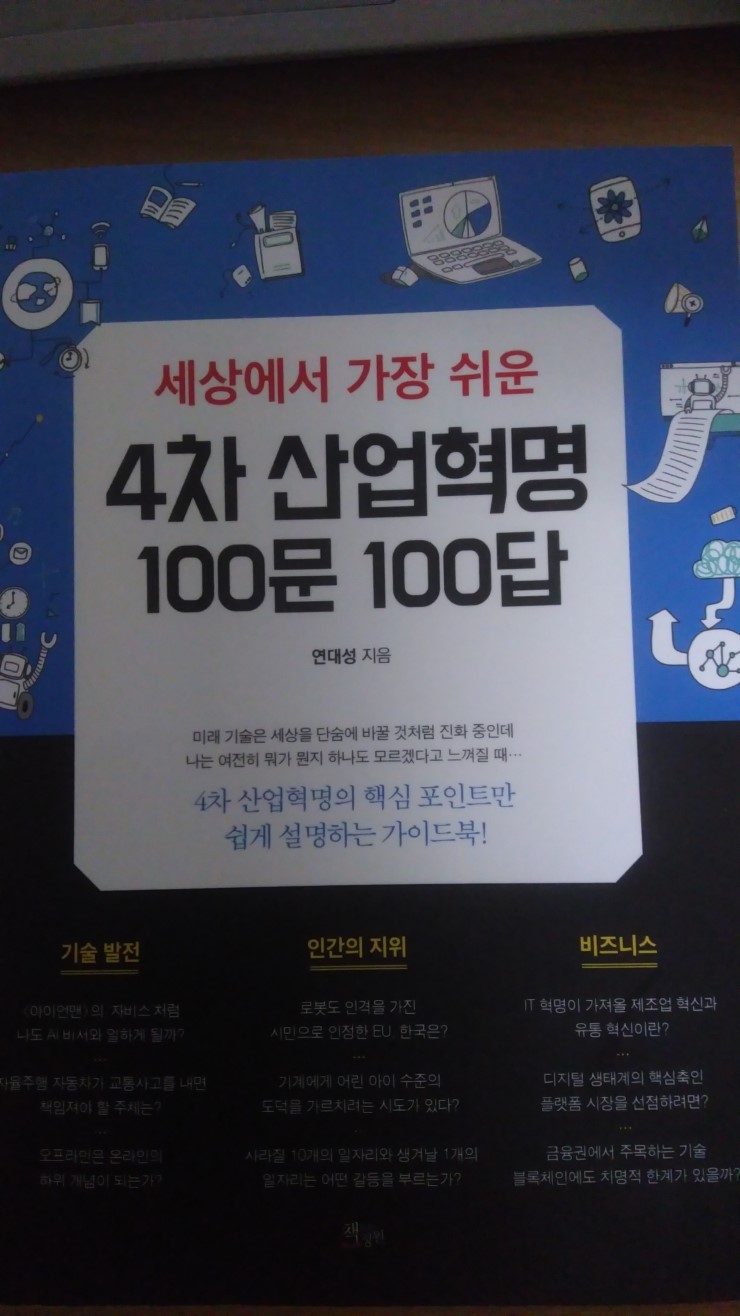 세상에서 가장 쉬운
4차 산업혁명
100문 100답
연대성 지음
미래 기술은 세상을 단숨에 바꿀 것처럼 진화 중인데
나는 여전히 뭐가 뭔지 하나도 모르겠다고 느껴질 때…
4차 산업혁명의 핵심 포인트만
쉽게 설명하는 가이드북!
기술 발전
〈아이언맨〉의 자비스 처럼
나도 AI 비서와 일하게 될까?
…
자율주행 자동차가 교통사고를 내면
책임져야 할 주체는?
…
오프라인은 온라인의
하위 개념이 되는가?
인간의 지위
로봇도 인격을 가진
시민으로 인정한 EU, 한국은?
…
기계에게 어린 아이 수준의
도덕을 가르치려는 시도가 있다?
…
사라질 10개의 일자리와 생겨날 1개의
일자리는 어떤 갈등을 부르는가?
비즈니스
IT 혁명이 가져올 제조업 혁신과
유통 혁신이란?
…
디지털 생태계의 핵심축인
플랫폼 시장을 선점하려면?
…
금융권에서 주목하는 기술
블록체인에도 치명적 한계가 있을까?